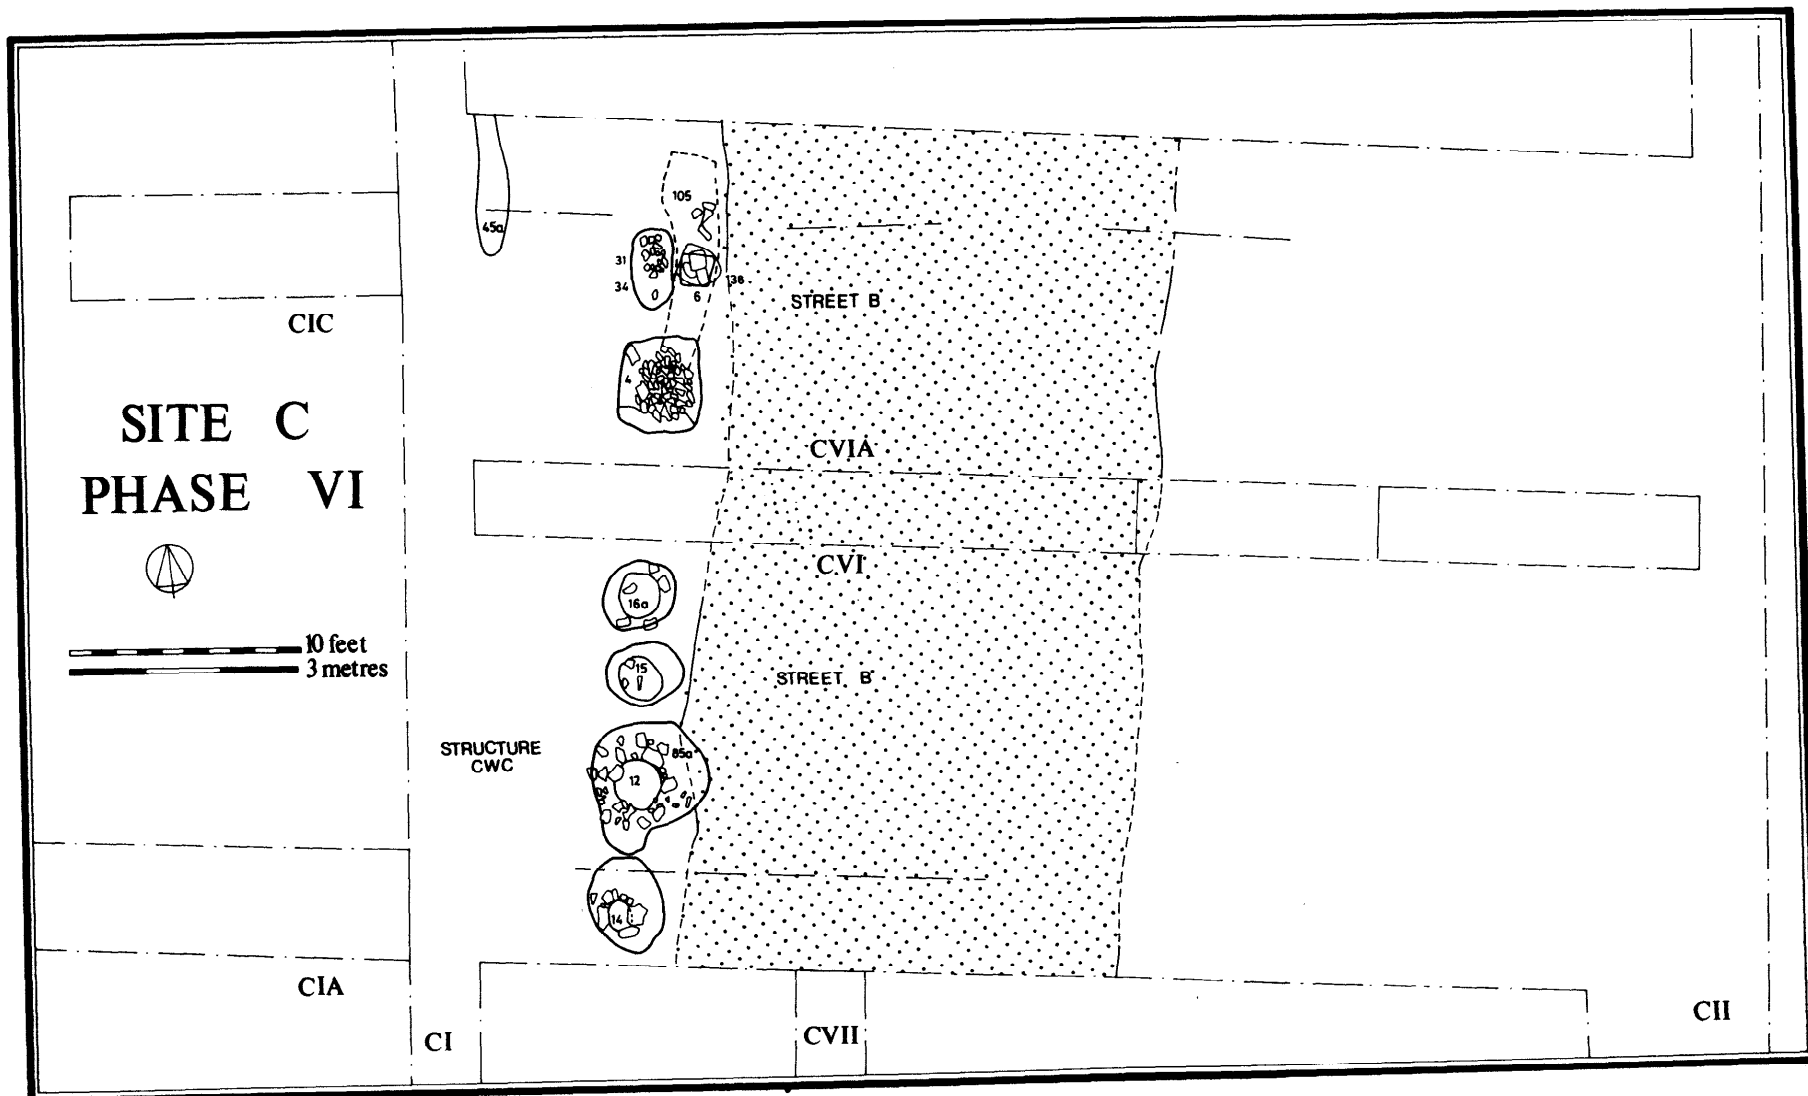 105
45a
31
34
6
136
STREET B
CIC
SITE C
PHASE VI
CVIA
CVI
16a
10 feet
3 metres
15
STREET B
STRUCTURE
CWC
85a
12
14
CIA
CI
CVII
CII